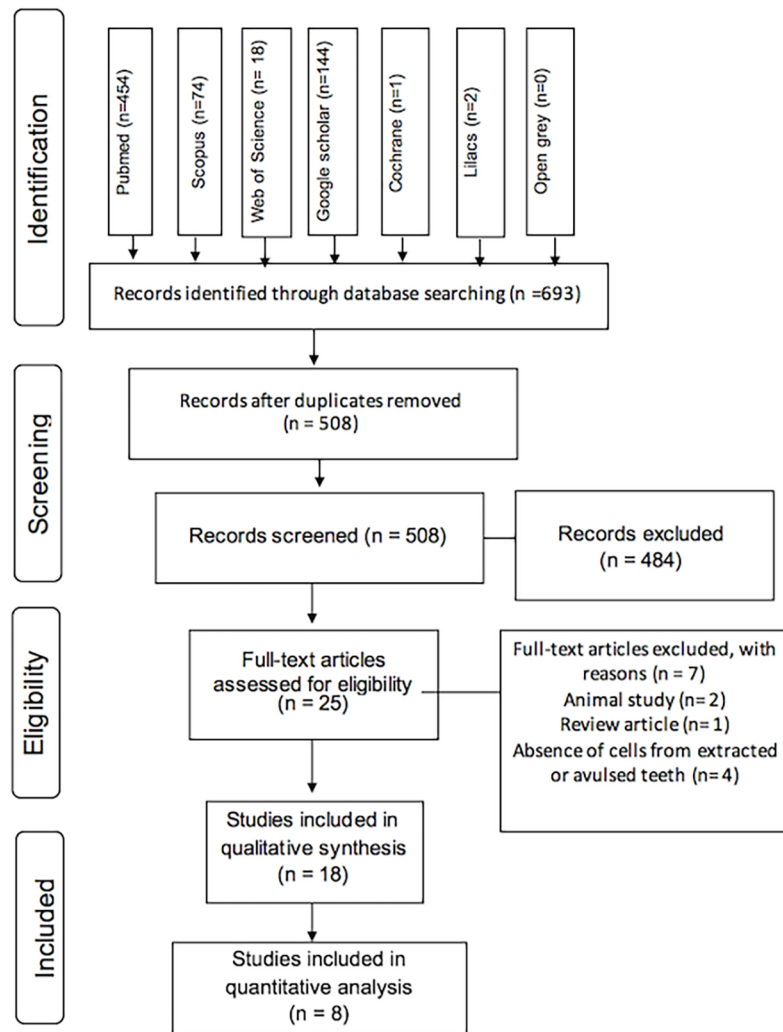 Identification
Pubmed (n=454)
Scopus (n=74)
Web of Science (n= 18)
Google scholar (n=144)
Cochrane (n=1)
Lilacs (n=2)
Open grey (n=0)
Records identified through database searching (n =693)
Screening
Records after duplicates removed
(n = 508)
Records screened (n = 508)
Records excluded
(n = 484)
Eligibility
Full-text articles
assessed for eligibility
(n = 25)
Full-text articles excluded, with
reasons (n = 7)
Animal study (n= 2)
Review article (n= 1)
Absence of cells from extracted
or avulsed teeth (n= 4)
Included
Studies included in
qualitative synthesis
(n = 18)
Studies included in
quantitative analysis
(n = 8)